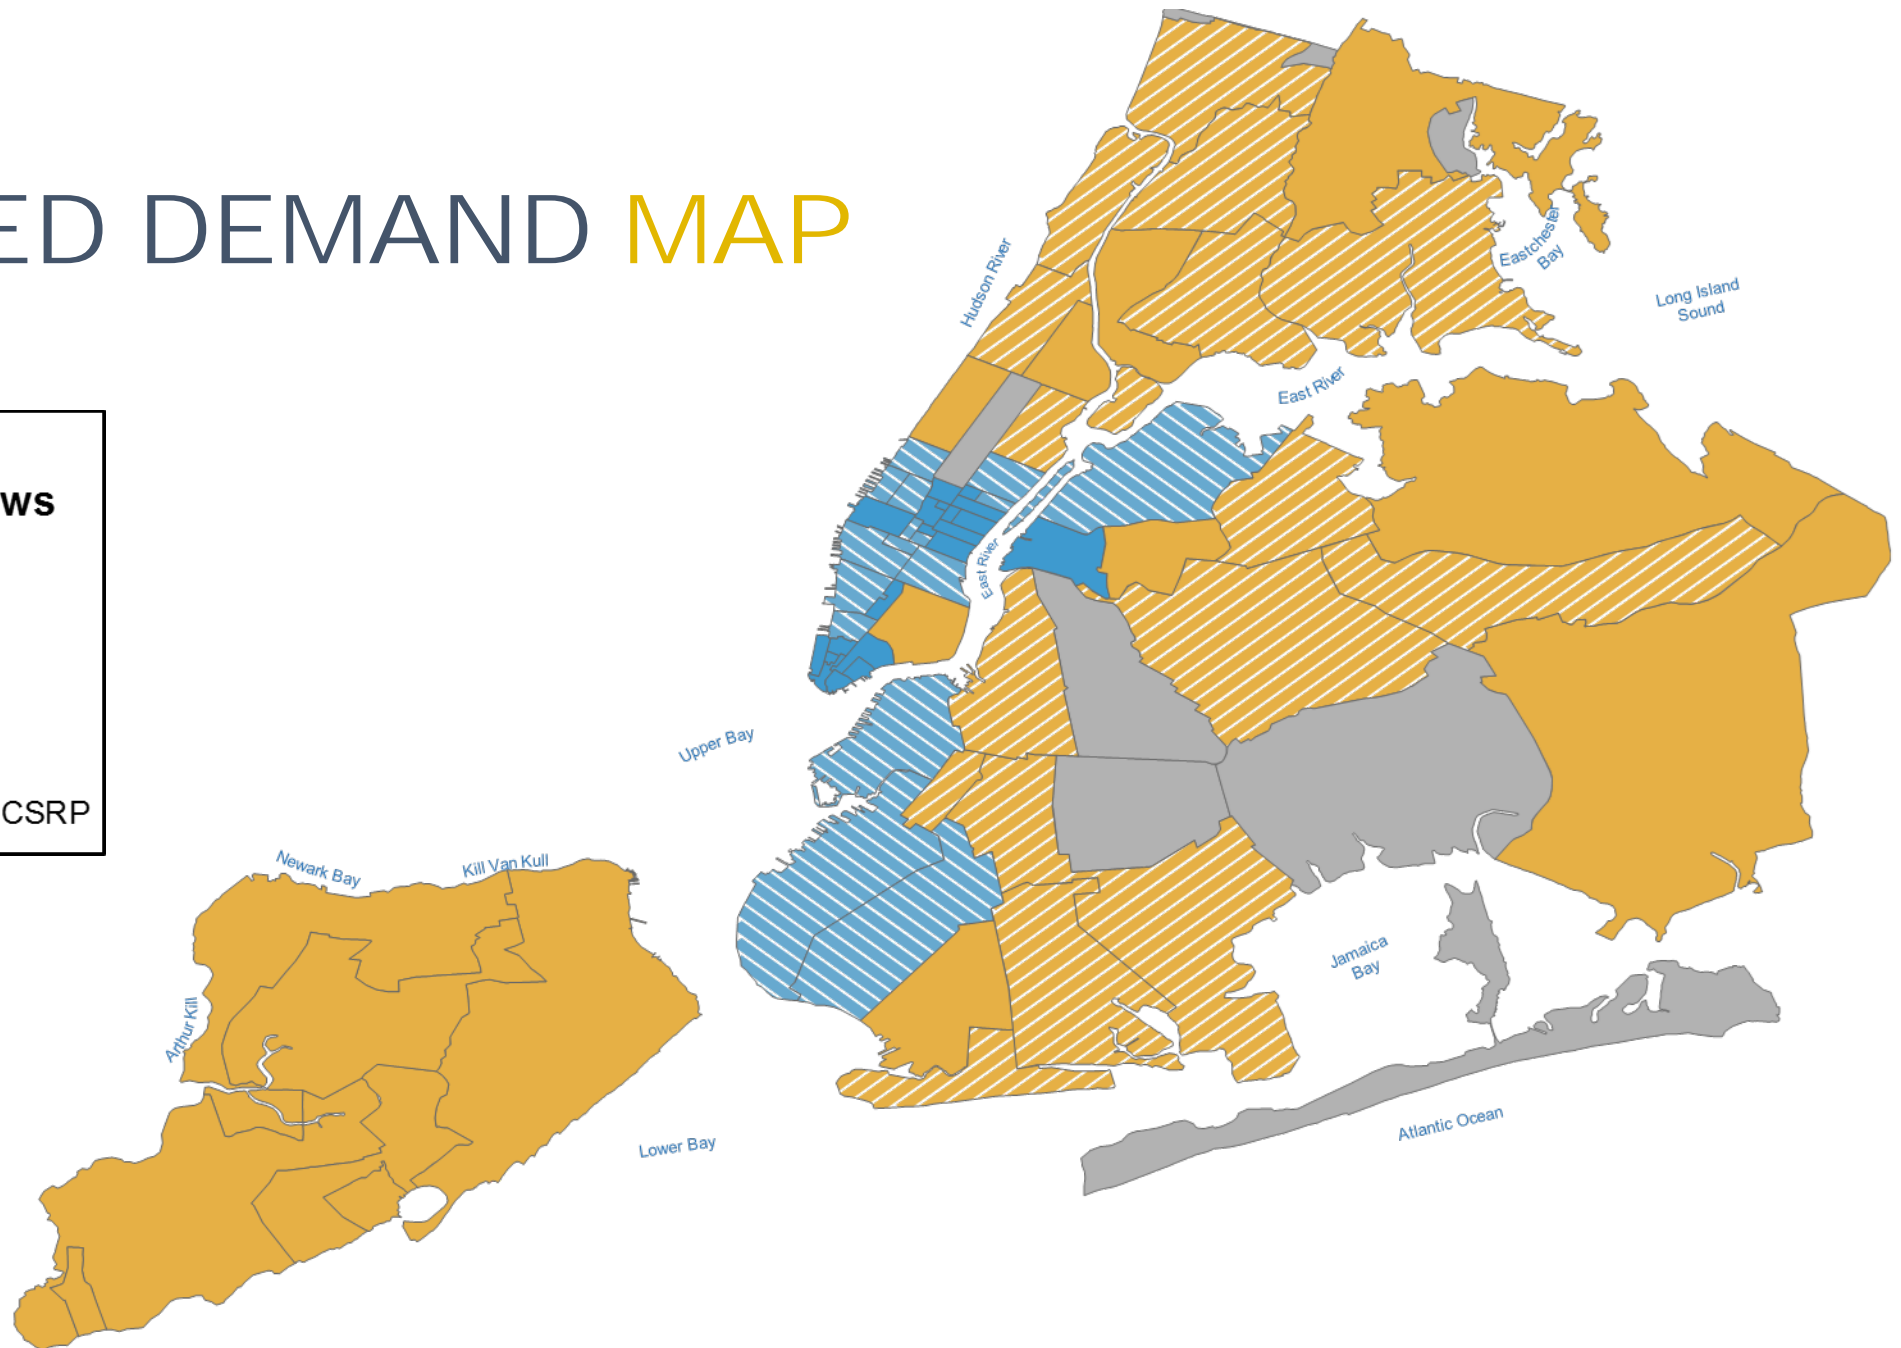 ED DEMAND MAP
ws
CSRP
Hudson River
Eastchester
Bay
Long Island
Sound
East River
East River
Upper Bay
Newark Bay
Kill Van Kull
Arthur Kill
Jamaica
Bay
Atlantic Ocean
Lower Bay